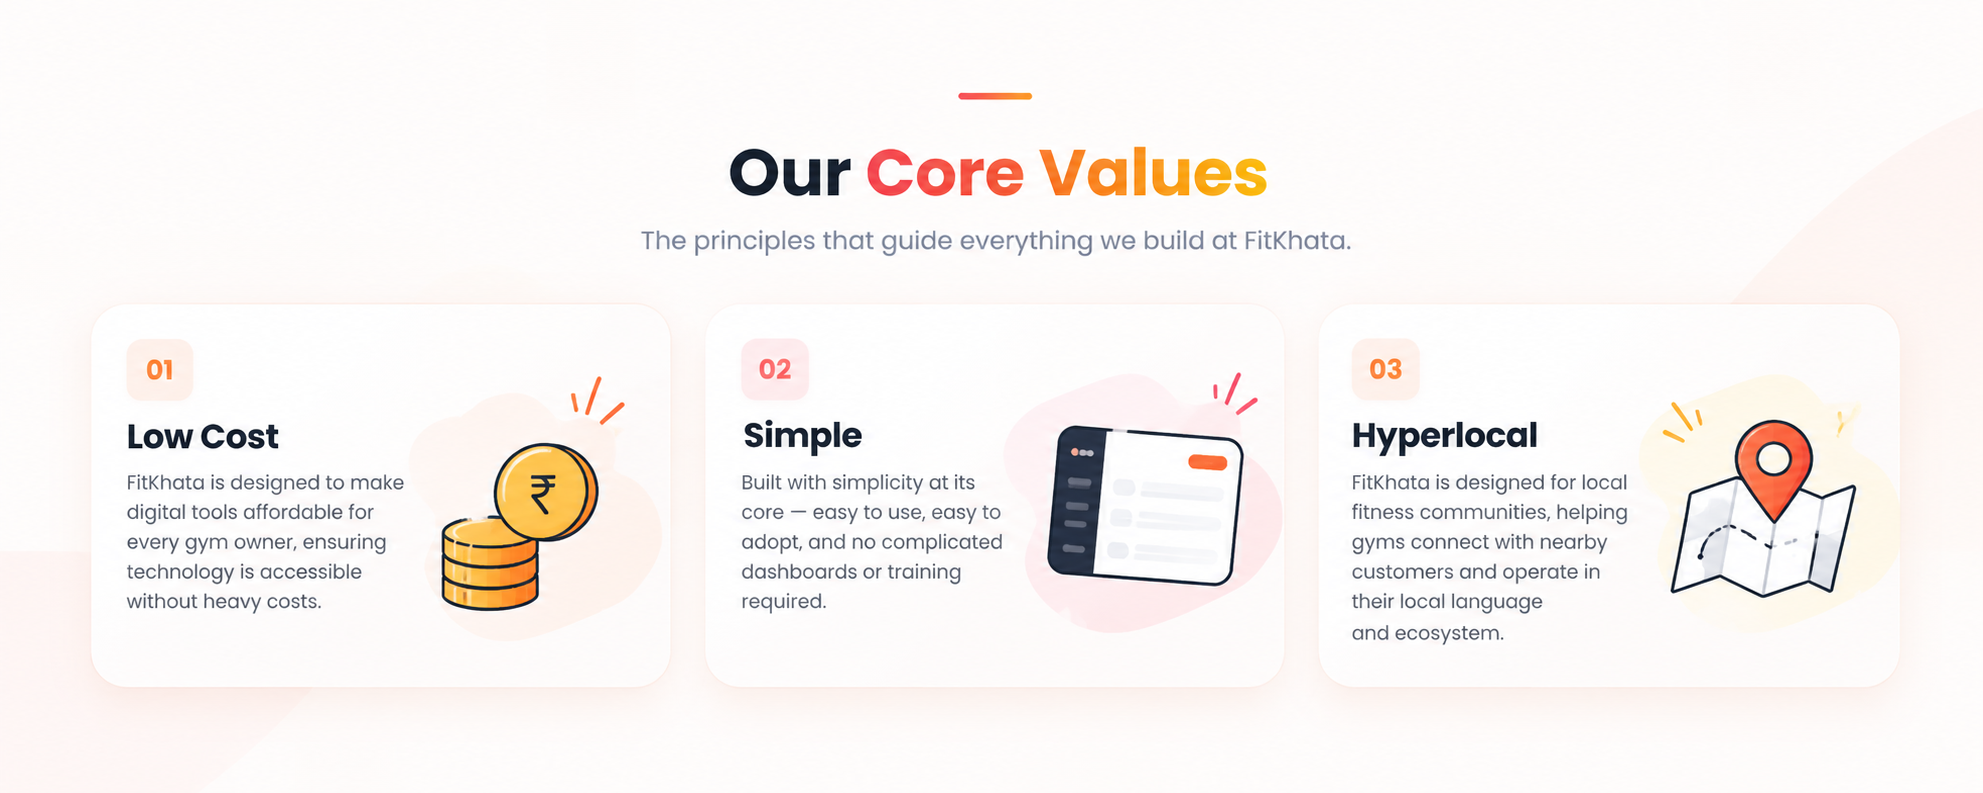 Our Core Values
The principles that guide everything we build at FitKhata.
01
Low Cost
FitKhata is designed to make
digital tools affordable for
every gym owner, ensuring
technology is accessible
without heavy costs.
₹
02
Simple
Built with simplicity at its
core — easy to use, easy to
adopt, and no complicated
dashboards or training
required.
03
Hyperlocal
FitKhata is designed for local
fitness communities, helping
gyms connect with nearby
customers and operate in
their local language
and ecosystem.